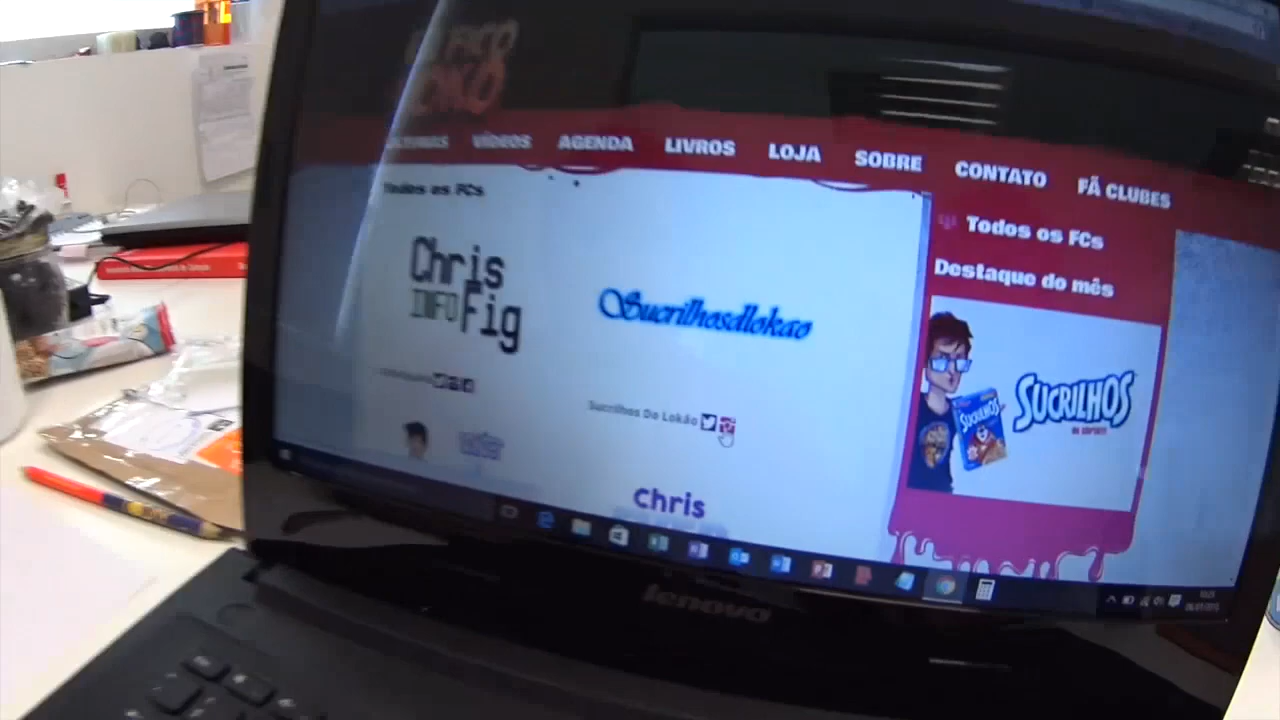 VÍDEOS AGENDA LIVROS LOJA SOBRE CONTATO FÃ CLUBES
Todos os FCs
Chris
INFO Fig
Sucrilhosdlokao
Sucrilhos Do Lokão
Chris
Todos os FCs
Destaque do mês
SUCRILHOS
SUCRILHOS
lenovo